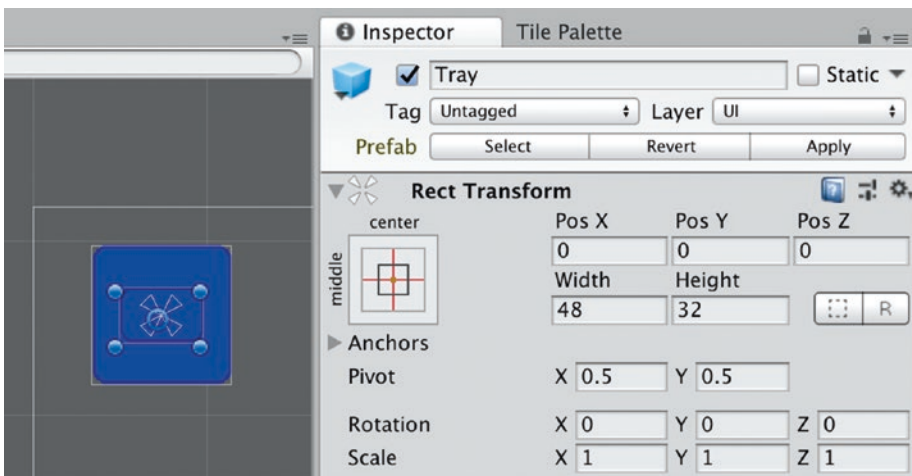 Inspector Tile Palette
Tray Static
Tag Untagged Layer UI
Prefab Select Revert Apply
Rect Transform
center Pos X Pos Y Pos Z
middle 0 0 0
Width Height
48 32 R
Anchors
Pivot X 0.5 Y 0.5
Rotation X 0 Y 0 Z 0
Scale X 1 Y 1 Z 1